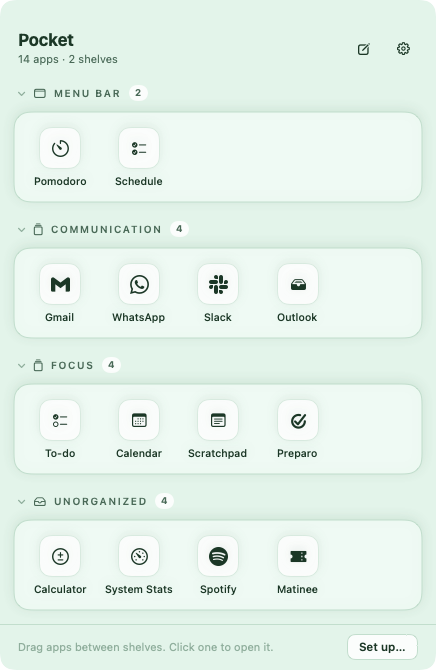 Pocket
14 apps · 2 shelves
MENU BAR 2
Pomodoro Schedule
COMMUNICATION 4
Gmail WhatsApp Slack Outlook
FOCUS 4
To-do Calendar Scratchpad Preparo
UNORGANIZED 4
Calculator System Stats Spotify Matinee
Drag apps between shelves. Click one to open it. Set up...